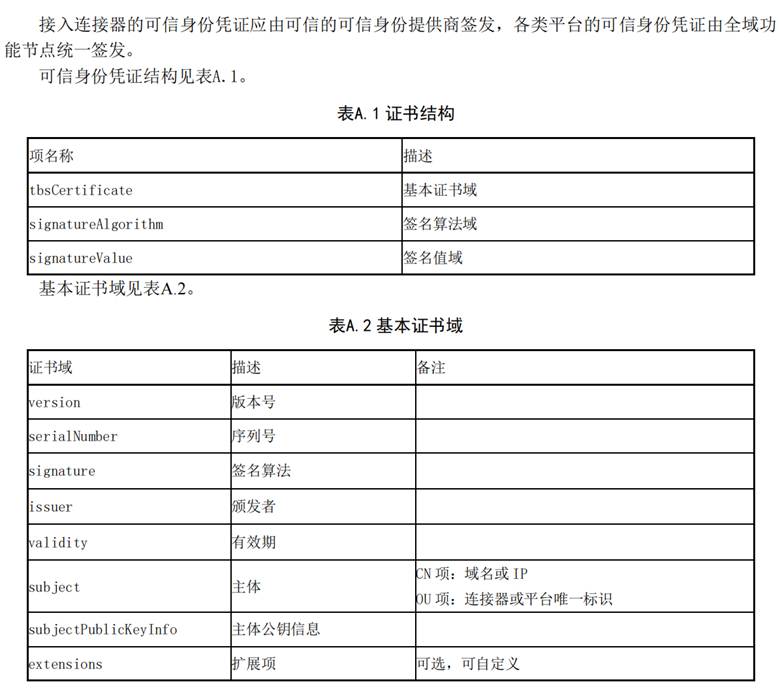 接入连接器的可信身份凭证应由可信的可信身份提供商签发，各类平台的可信身份凭证由全域功
能节点统一签发。
可信身份凭证结构见表A.1。
表A.1 证书结构
项名称 描述
tbsCertificate 基本证书域
signatureAlgorithm 签名算法域
signatureValue 签名值域
基本证书域见表A.2。
表A.2 基本证书域
证书域 描述 备注
version 版本号
serialNumber 序列号
signature 签名算法
issuer 颁发者
validity 有效期
subject 主体 CN 项：域名或 IP
OU 项：连接器或平台唯一标识
subjectPublicKeyInfo 主体公钥信息
extensions 扩展项 可选，可自定义